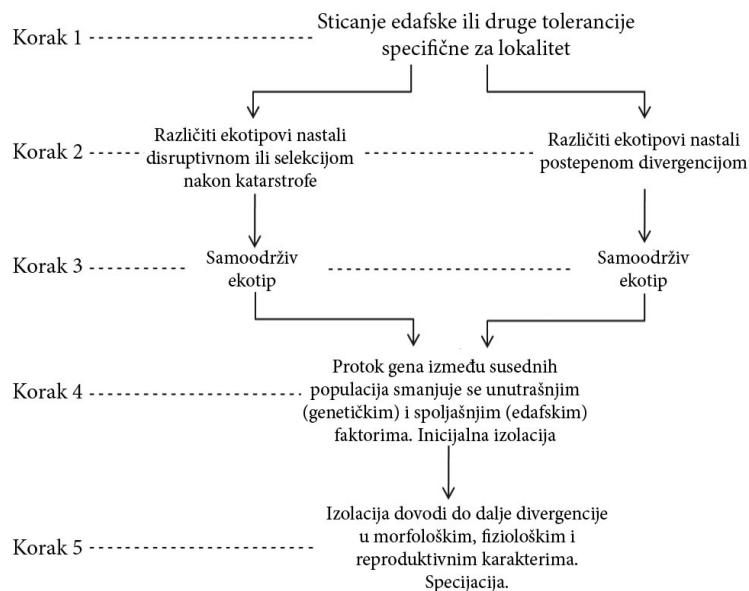 Korak 1
Sticanje edafske ili druge tolerancije
specifične za lokalitet
Korak 2
Različiti ekotipovi nastali
disruptivnom ili selekcijom
nakon katarstrofe
Različiti ekotipovi nastali
postepenom divergencijom
Korak 3
Samoodrživ
ekotip
Samoodrživ
ekotip
Korak 4
Protok gena između susednih
populacija smanjuje se unutrašnjim
(genetičkim) i spoljašnjim (edafskim)
faktorima. Inicijalna izolacija
Korak 5
Izolacija dovodi do dalje divergencije
u morfološkim, fiziološkim i
reproduktivnim karakterima.
Specijacija.